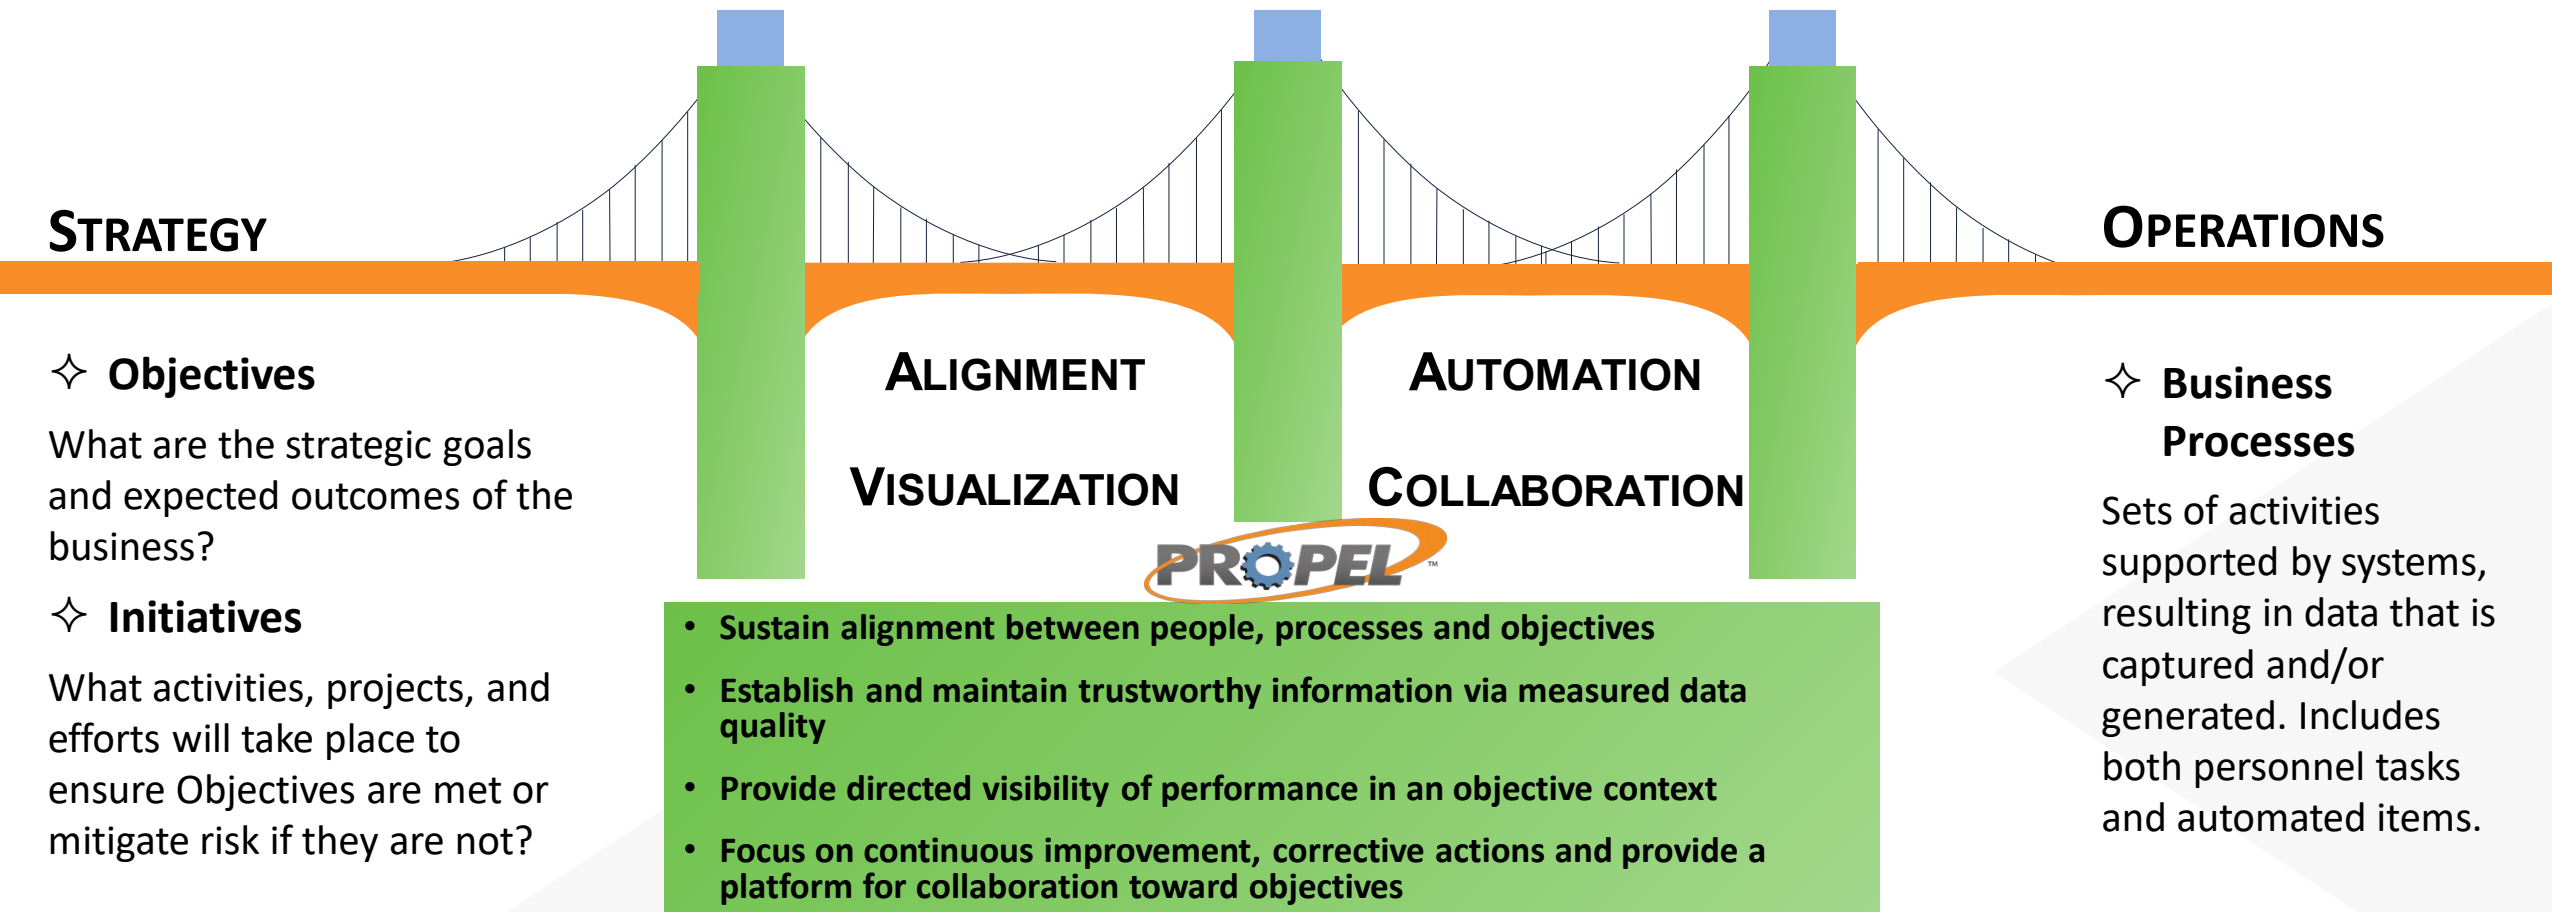 STRATEGY
OPERATIONS
✧ Objectives
What are the strategic goals
and expected outcomes of the
business?
✧ Initiatives
What activities, projects, and
efforts will take place to
ensure Objectives are met or
mitigate risk if they are not?
ALIGNMENT
VISUALIZATION
AUTOMATION
COLLABORATION
PROPEL™
• Sustain alignment between people, processes and objectives
• Establish and maintain trustworthy information via measured data
quality
• Provide directed visibility of performance in an objective context
• Focus on continuous improvement, corrective actions and provide a
platform for collaboration toward objectives
✧ Business
Processes
Sets of activities
supported by systems,
resulting in data that is
captured and/or
generated. Includes
both personnel tasks
and automated items.